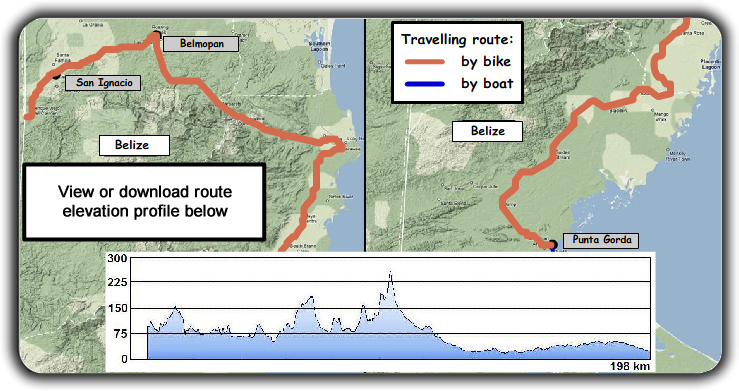 Belmopan
San Ignacio
Belize
View or download route
elevation profile below
Travelling route:
by bike
by boat
Belize
Punta Gorda
300
225
150
75
0
198 km